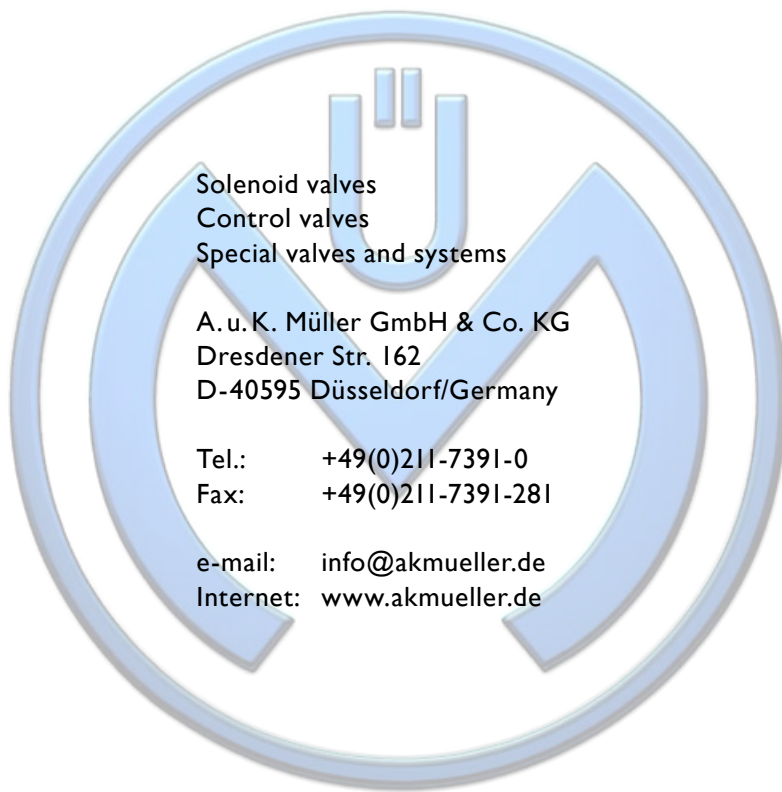 Ü
Solenoid valves
Control valves
Special valves and systems
A. u. K. Müller GmbH & Co. KG
Dresdener Str. 162
D-40595 Düsseldorf/Germany
Tel.: +49(0)211-7391-0
Fax: +49(0)211-7391-281
e-mail: info@akmueller.de
Internet: www.akmueller.de